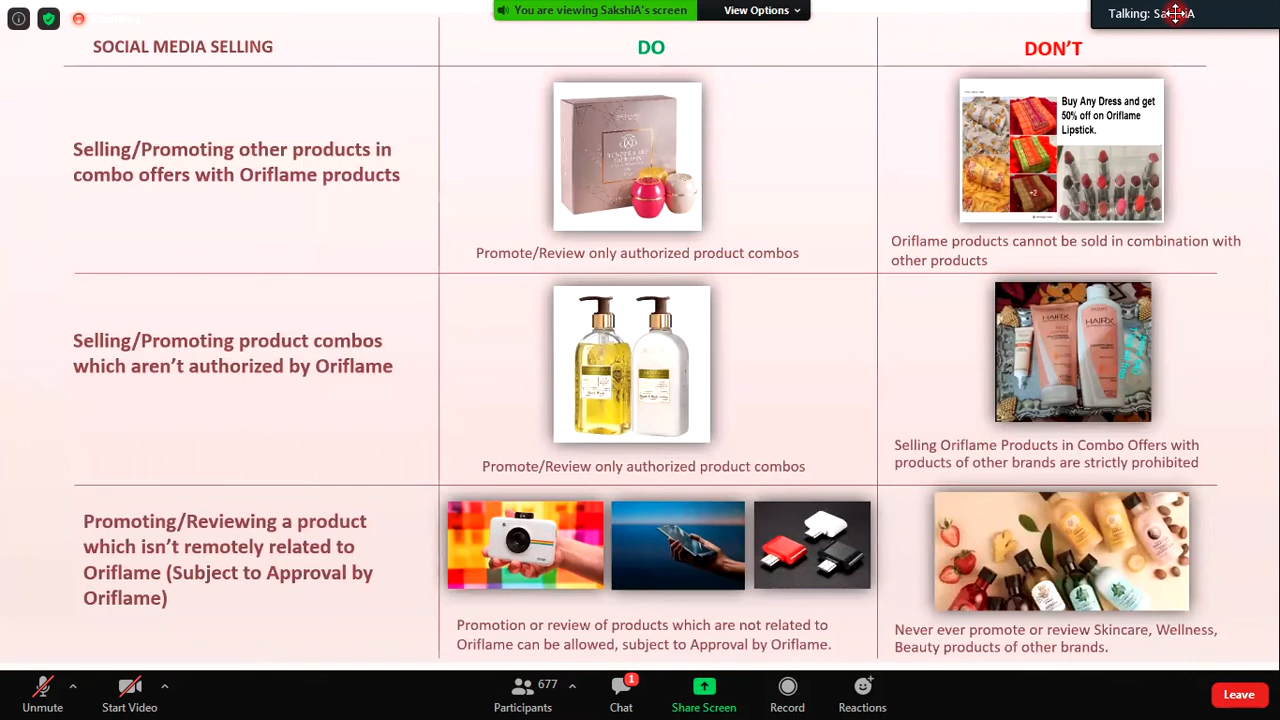 You are viewing SakshiA's screen
View Options
Talking: SakshiA
SOCIAL MEDIA SELLING
DO
DON'T
Selling/Promoting other products in
combo offers with Oriflame products
Promote/Review only authorized product combos
Buy Any Dress and get
50% off on Oriflame
Lipstick.
+2
Oriflame products cannot be sold in combination with
other products
Selling/Promoting product combos
which aren't authorized by Oriflame
Promote/Review only authorized product combos
HAIRX
HAIRX
Selling Oriflame Products in Combo Offers with
products of other brands are strictly prohibited
Promoting/Reviewing a product
which isn't remotely related to
Oriflame (Subject to Approval by
Oriflame)
Promotion or review of products which are not related to
Oriflame can be allowed, subject to Approval by Oriflame.
Never ever promote or review Skincare, Wellness,
Beauty products of other brands.
Unmute
Start Video
677
Participants
1
Chat
Share Screen
Record
Reactions
Leave